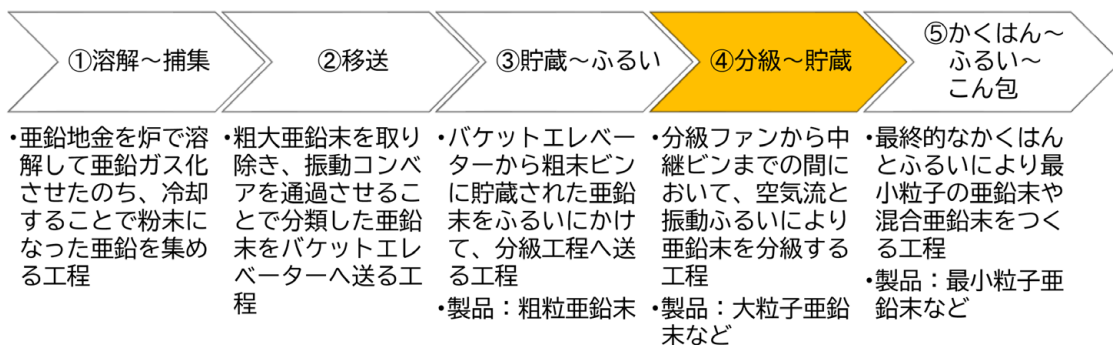 ①溶解～捕集
②移送
③貯蔵～ふるい
④分級～貯蔵
⑤かくはん～
ふるい～
こん包
•亜鉛地金を炉で溶
解して亜鉛ガス化
させたのち、冷却
することで粉末に
なった亜鉛を集め
る工程
•粗大亜鉛末を取り
除き、振動コンベ
アを通過させるこ
とで分類した亜鉛
末をバケットエレ
ベーターへ送る工
程
•バケットエレベー
ターから粗末ビン
に貯蔵された亜鉛
末をふるいにかけ
て、分級工程へ送
る工程
•製品：粗粒亜鉛末
•分級ファンから中
継ビンまでの間に
おいて、空気流と
振動ふるいにより
亜鉛末を分級する
工程
•製品：大粒子亜鉛
末など
•最終的なかくはん
とふるいにより最
小粒子の亜鉛末や
混合亜鉛末をつく
る工程
•製品：最小粒子亜
鉛末など